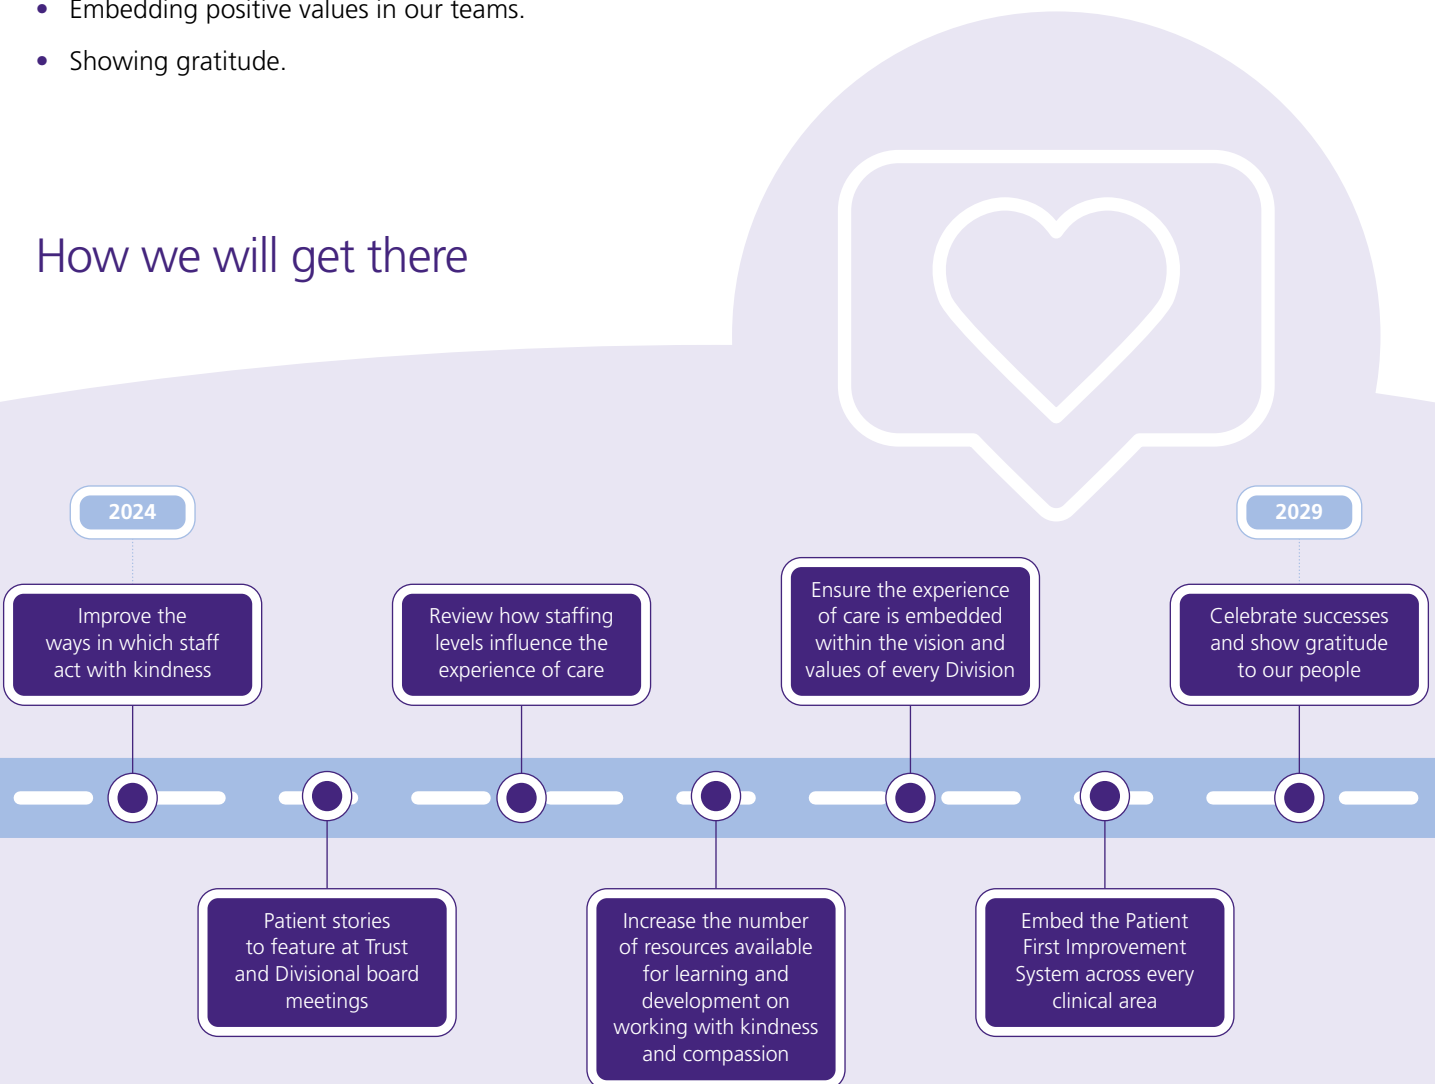 • Embedding positive values in our teams.
• Showing gratitude.
How we will get there
2024
Improve the
ways in which staff
act with kindness
Patient stories
to feature at Trust
and Divisional board
meetings
Review how staffing
levels influence the
experience of care
Increase the number
of resources available
for learning and
development on
working with kindness
and compassion
Ensure the experience
of care is embedded
within the vision and
values of every Division
Embed the Patient
First Improvement
System across every
clinical area
2029
Celebrate successes
and show gratitude
to our people